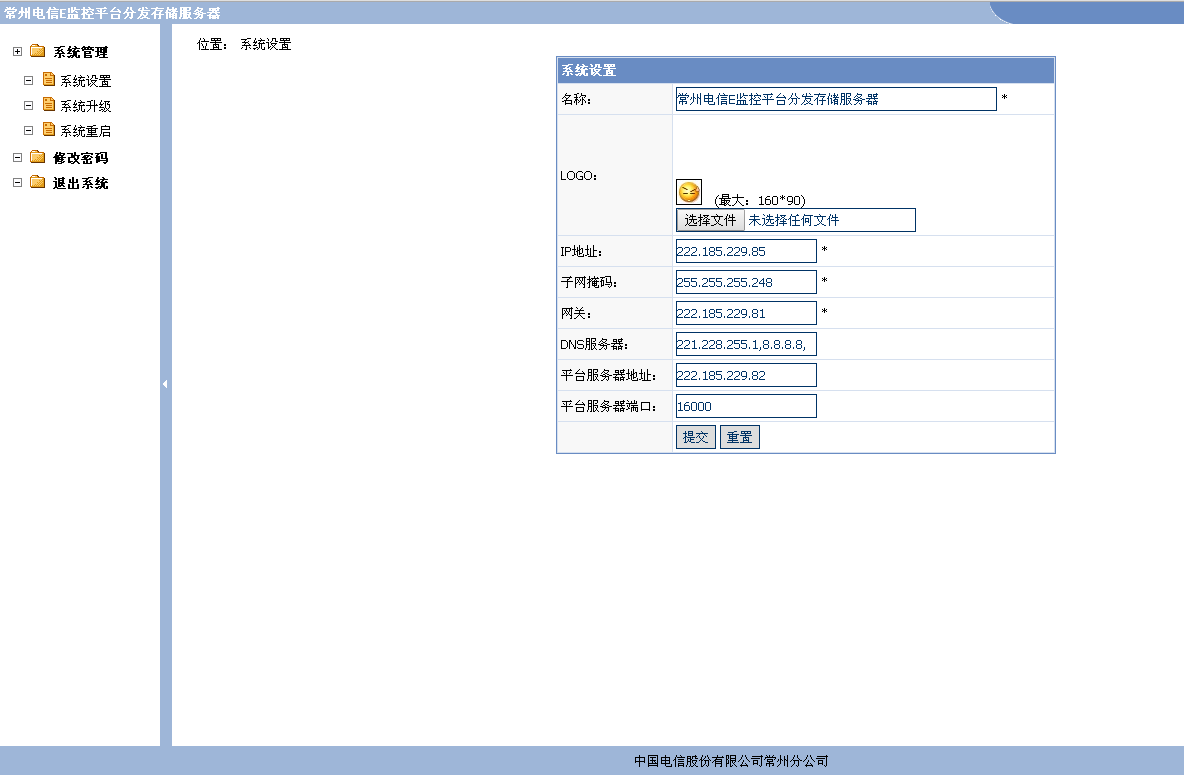 常州电信E监控平台分发存储服务器
系统管理
系统设置
系统升级
系统重启
修改密码
退出系统
位置： 系统设置
系统设置
名称： 常州电信E监控平台分发存储服务器 *
LOGO： (最大：160*90)
选择文件 未选择任何文件
IP地址： 222.185.229.85 *
子网掩码： 255.255.255.248 *
网关： 222.185.229.81 *
DNS服务器： 221.228.255.1,8.8.8.8,
平台服务器地址： 222.185.229.82
平台服务器端口： 16000
提交 重置
中国电信股份有限公司常州分公司